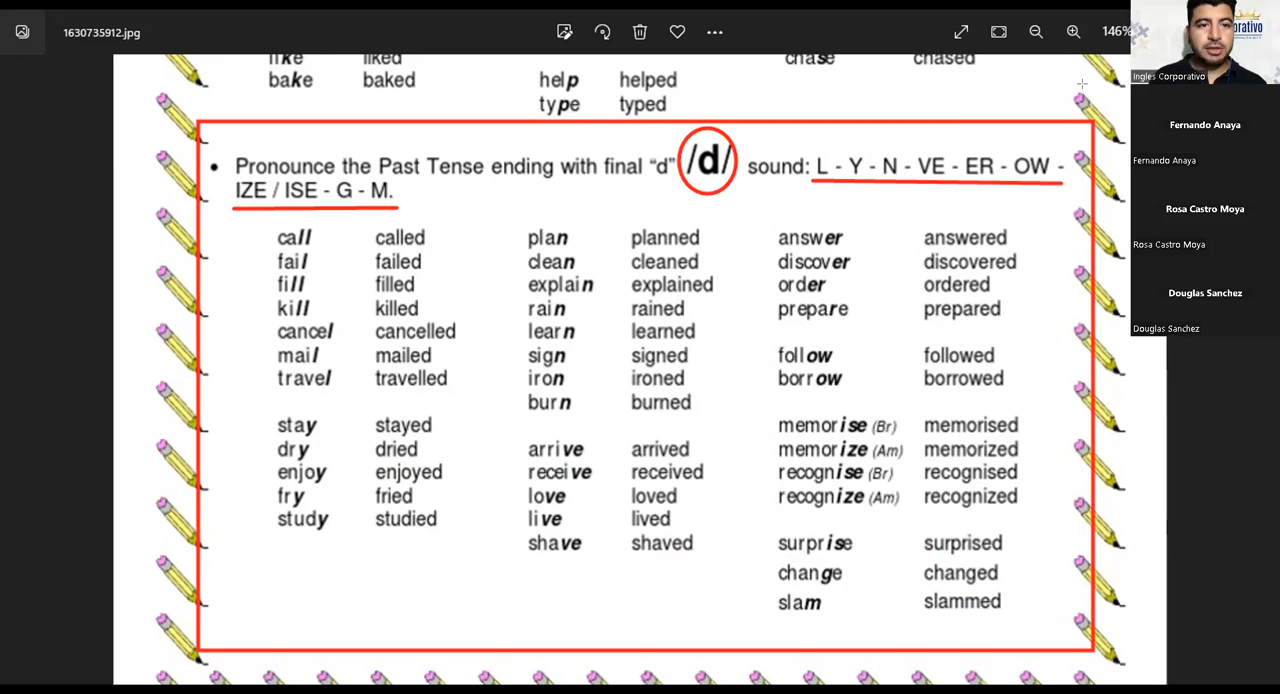 1630735912.jpg
146%
orativo
like liked
bake baked
help helped
type typed
chase chased
• Pronounce the Past Tense ending with final “d” /d/ sound: L - Y - N - VE - ER - OW -
IZE / ISE - G - M.
call called
fail failed
fill filled
kill killed
cancel cancelled
mail mailed
travel travelled
stay stayed
dry dried
enjoy enjoyed
fry fried
study studied
plan planned
clean cleaned
explain explained
rain rained
learn learned
sign signed
iron ironed
burn burned
arrive arrived
receive received
love loved
live lived
shave shaved
answer answered
discover discovered
order ordered
prepare prepared
follow followed
borrow borrowed
memorise (Br) memorised
memorize (Am) memorized
recognise (Br) recognised
recognize (Am) recognized
surprise surprised
change changed
slam slammed
Ingles Corporativo
Fernando Anaya
Fernando Anaya
Rosa Castro Moya
Rosa Castro Moya
Douglas Sanchez
Douglas Sanchez